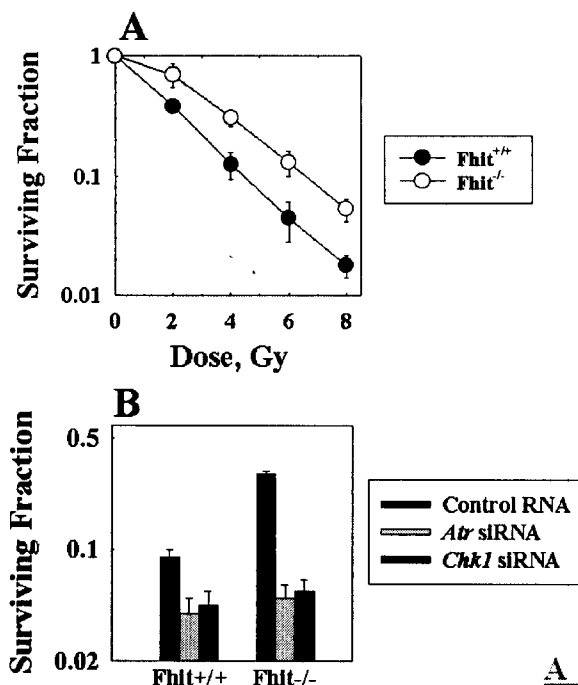 A
Surviving Fraction
1
0.1
0.01
0 2 4 6 8
Dose, Gy
Fhit+/+
Fhit-/-
B
Surviving Fraction
0.5
0.1
0.02
Fhit+/+ Fhit-/-
Control RNA
Atr siRNA
Chk1 siRNA
A